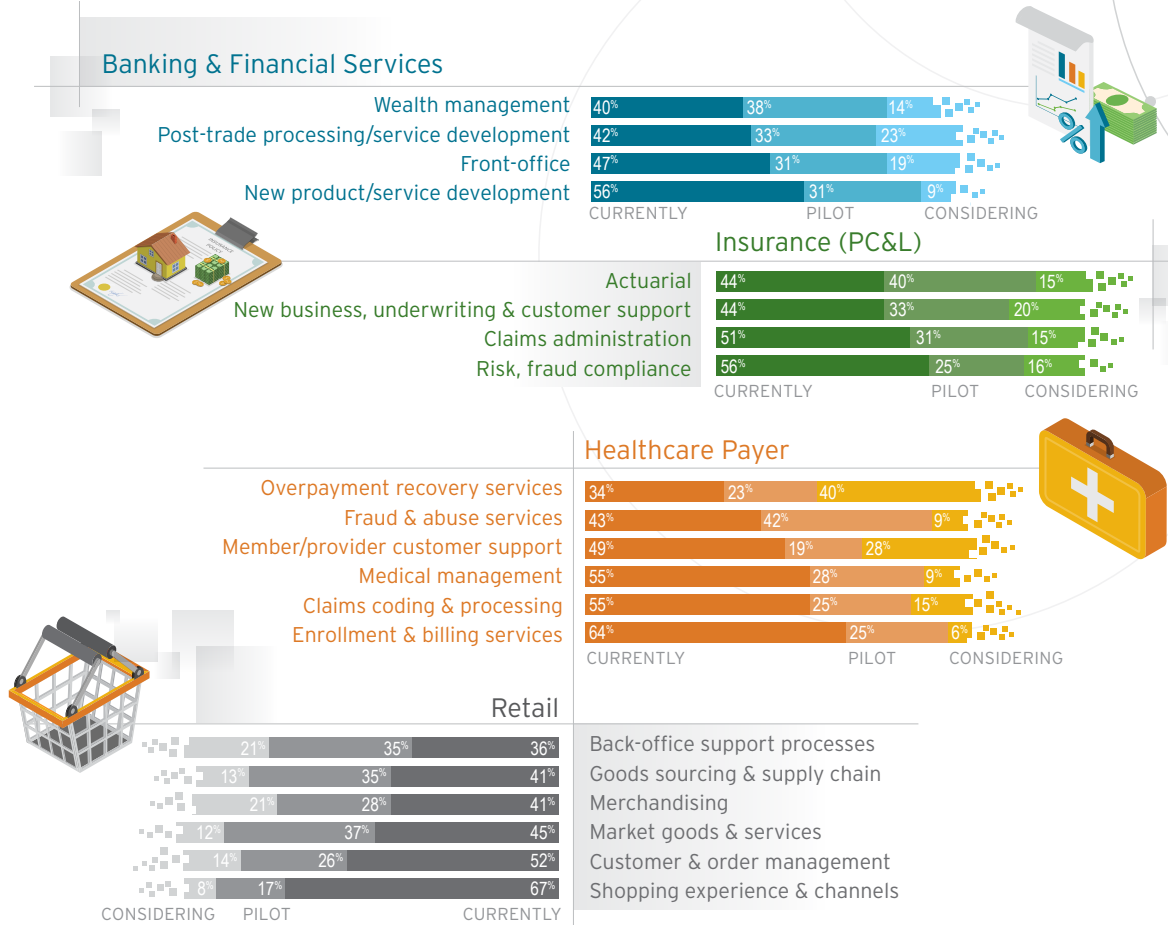 Banking & Financial Services
Wealth management 40% 38% 14%
Post-trade processing/service development 42% 33% 23%
Front-office 47% 31% 19%
New product/service development 56% 31% 9%
CURRENTLY PILOT CONSIDERING
%
INSURANCE
POLICY
Insurance (PC&L)
Actuarial 44% 40% 15%
New business, underwriting & customer support 44% 33% 20%
Claims administration 51% 31% 15%
Risk, fraud compliance 56% 25% 16%
CURRENTLY PILOT CONSIDERING
Healthcare Payer
Overpayment recovery services 34% 23% 40%
Fraud & abuse services 43% 42% 9%
Member/provider customer support 49% 19% 28%
Medical management 55% 28% 9%
Claims coding & processing 55% 25% 15%
Enrollment & billing services 64% 25% 6%
CURRENTLY PILOT CONSIDERING
Retail
21% 35% 36% Back-office support processes
13% 35% 41% Goods sourcing & supply chain
21% 28% 41% Merchandising
12% 37% 45% Market goods & services
14% 26% 52% Customer & order management
8% 17% 67% Shopping experience & channels
CONSIDERING PILOT CURRENTLY